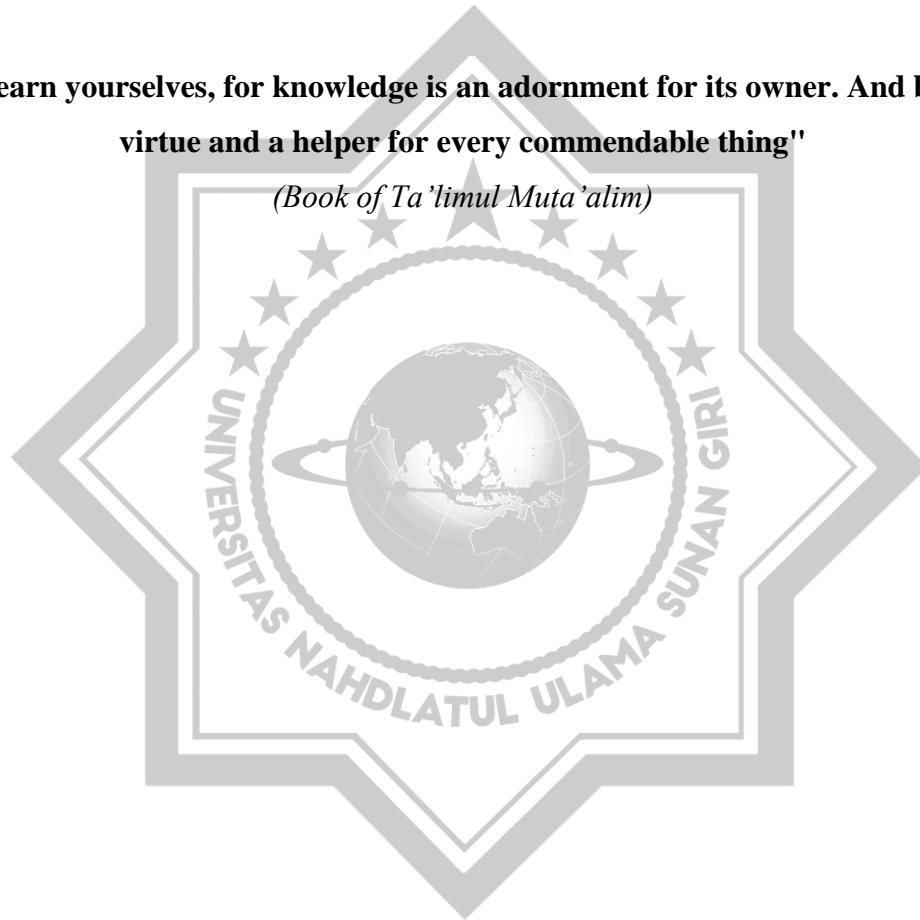 earn yourselves, for knowledge is an adornment for its owner. And b
virtue and a helper for every commendable thing"
(Book of Ta’limul Muta’alim)
UNIVERSITAS NAHDLATUL ULAMA SUNAN GIRI